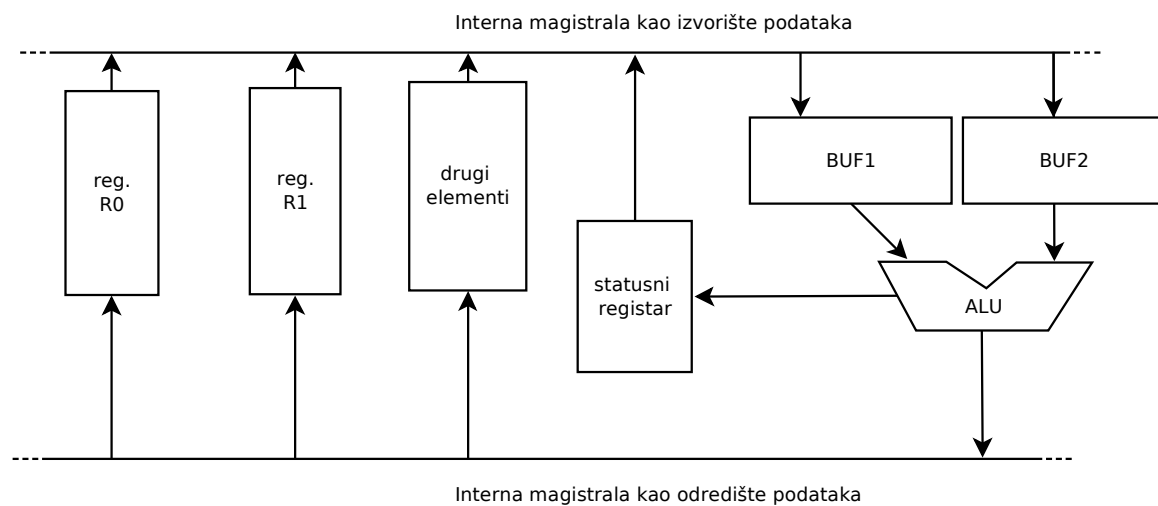 Interna magistrala kao izvorište podataka
reg.
R0
reg.
R1
drugi
elementi
statusni
registar
BUF1
BUF2
ALU
Interna magistrala kao odredište podataka